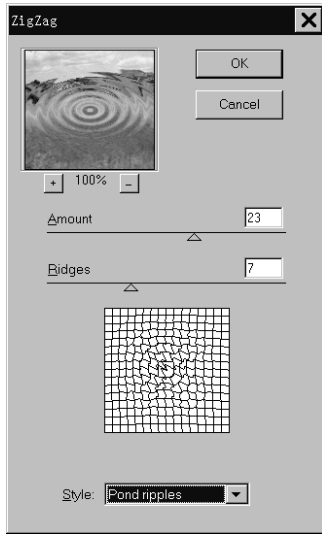 ZigZag
OK
Cancel
+ 100% -
Amount 23
Ridges 7
Style: Pond ripples